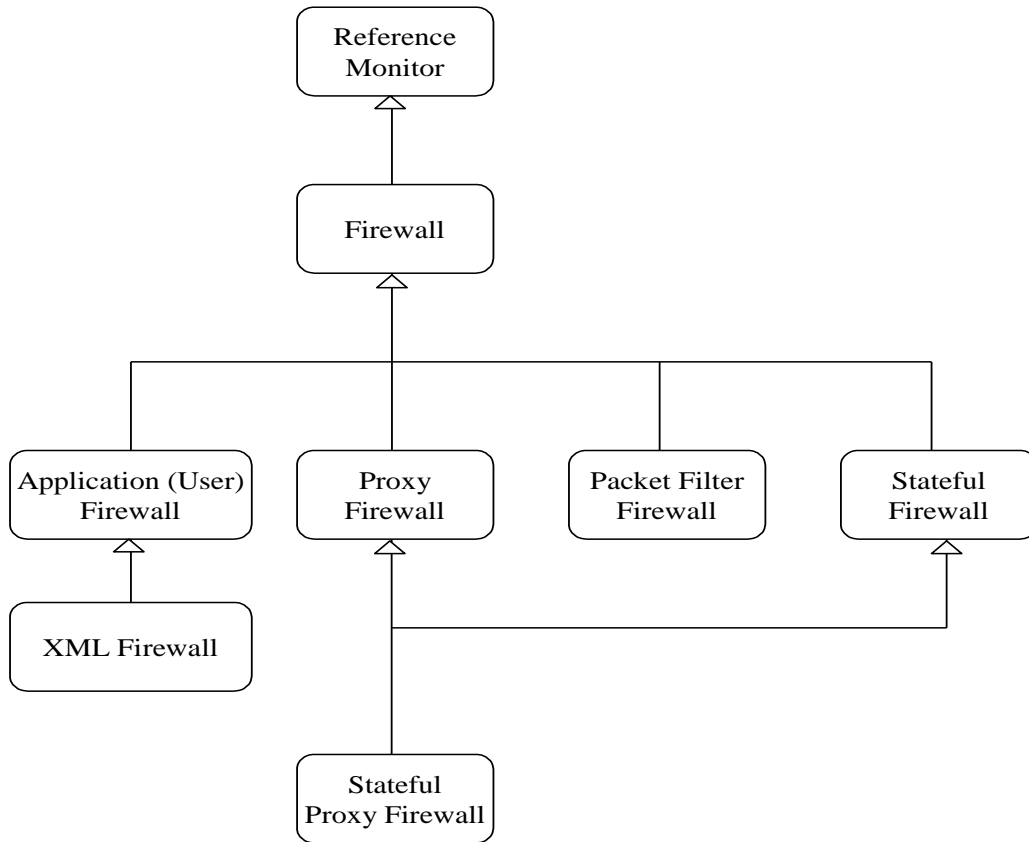 Reference
Monitor
Firewall
Application (User)
Firewall
Proxy
Firewall
Packet Filter
Firewall
Stateful
Firewall
XML Firewall
Stateful
Proxy Firewall